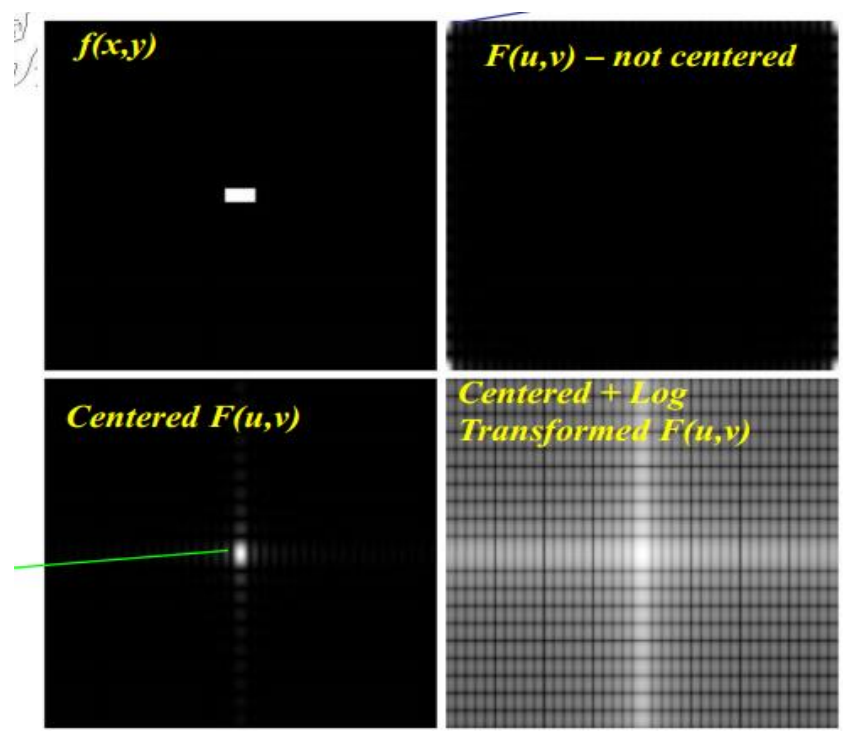 f(x,y)
F(u,v) – not centered
Centered F(u,v)
Centered + Log
Transformed F(u,v)